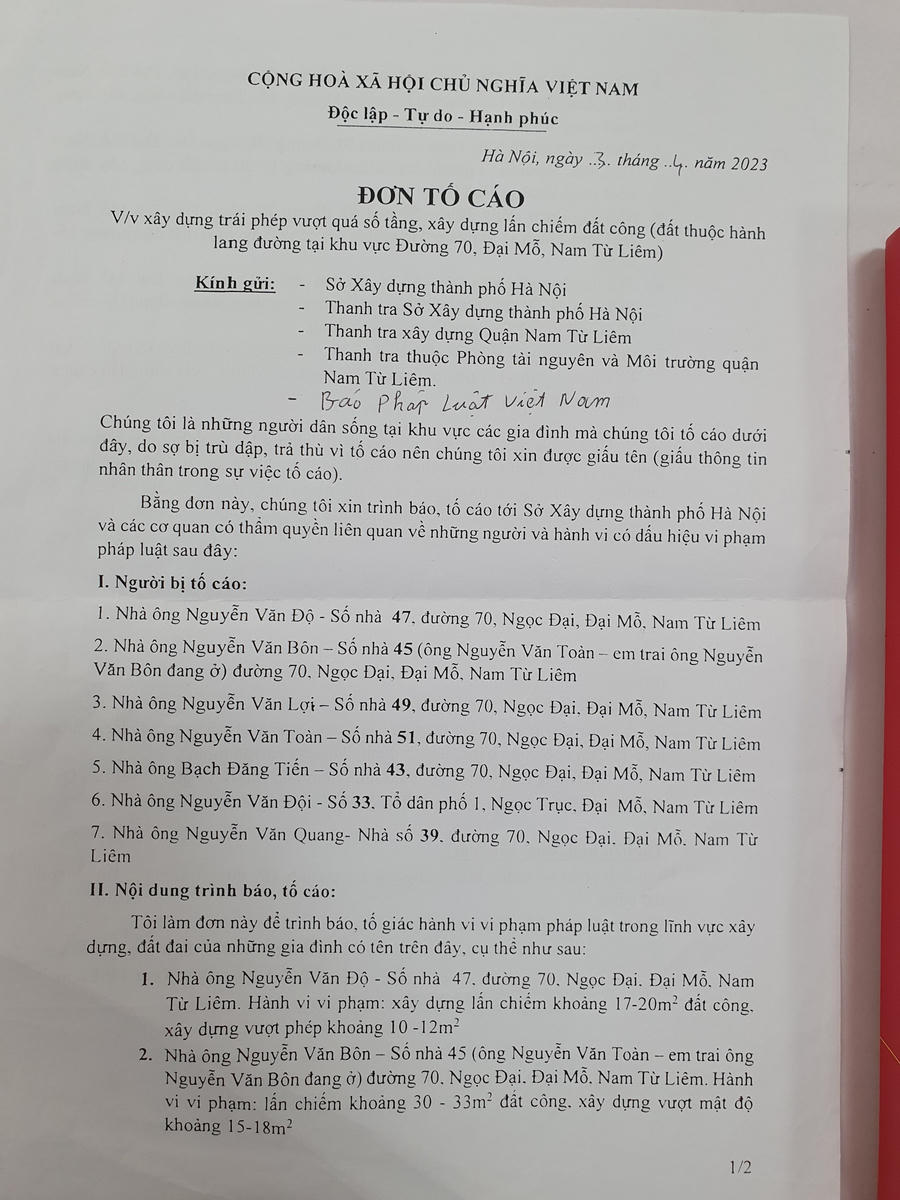 CỘNG HOÀ XÃ HỘI CHỦ NGHĨA VIỆT NAM
Độc lập - Tự do - Hạnh phúc
Hà Nội, ngày ..3. tháng ..4. năm 2023
ĐƠN TỐ CÁO
V/v xây dựng trái phép vượt quá số tầng, xây dựng lấn chiếm đất công (đất thuộc hành
lang đường tại khu vực Đường 70, Đại Mỗ, Nam Từ Liêm)
Kính gửi: - Sở Xây dựng thành phố Hà Nội
- Thanh tra Sở Xây dựng thành phố Hà Nội
- Thanh tra xây dựng Quận Nam Từ Liêm
- Thanh tra thuộc Phòng tài nguyên và Môi trường quận
Nam Từ Liêm.
- Báo Pháp Luật Việt Nam
Chúng tôi là những người dân sống tại khu vực các gia đình mà chúng tôi tố cáo dưới
đây, do sợ bị trù dập, trả thù vì tố cáo nên chúng tôi xin được giấu tên (giấu thông tin
nhân thân trong sự việc tố cáo).
Bằng đơn này, chúng tôi xin trình báo, tố cáo tới Sở Xây dựng thành phố Hà Nội
và các cơ quan có thẩm quyền liên quan về những người và hành vi có dấu hiệu vi phạm
pháp luật sau đây:
I. Người bị tố cáo:
1. Nhà ông Nguyễn Văn Độ - Số nhà 47, đường 70, Ngọc Đại, Đại Mỗ, Nam Từ Liêm
2. Nhà ông Nguyễn Văn Bôn – Số nhà 45 (ông Nguyễn Văn Toàn – em trai ông Nguyễn
Văn Bôn đang ở) đường 70, Ngọc Đại, Đại Mỗ, Nam Từ Liêm
3. Nhà ông Nguyễn Văn Lợi – Số nhà 49, đường 70, Ngọc Đại, Đại Mỗ, Nam Từ Liêm
4. Nhà ông Nguyễn Văn Toàn – Số nhà 51, đường 70, Ngọc Đại, Đại Mỗ, Nam Từ Liêm
5. Nhà ông Bạch Đăng Tiến – Số nhà 43, đường 70, Ngọc Đại, Đại Mỗ, Nam Từ Liêm
6. Nhà ông Nguyễn Văn Đội - Số 33, Tổ dân phố 1, Ngọc Trục, Đại Mỗ, Nam Từ Liêm
7. Nhà ông Nguyễn Văn Quang- Nhà số 39, đường 70, Ngọc Đại, Đại Mỗ, Nam Từ
Liêm
II. Nội dung trình báo, tố cáo:
Tôi làm đơn này để trình báo, tố giác hành vi vi phạm pháp luật trong lĩnh vực xây
dựng, đất đai của những gia đình có tên trên đây, cụ thể như sau:
1. Nhà ông Nguyễn Văn Độ - Số nhà 47, đường 70, Ngọc Đại, Đại Mỗ, Nam
Từ Liêm. Hành vi vi phạm: xây dựng lấn chiếm khoảng 17-20m² đất công,
xây dựng vượt phép khoảng 10 -12m²
2. Nhà ông Nguyễn Văn Bôn – Số nhà 45 (ông Nguyễn Văn Toàn – em trai ông
Nguyễn Văn Bôn đang ở) đường 70, Ngọc Đại, Đại Mỗ, Nam Từ Liêm. Hành
vi vi phạm: lấn chiếm khoảng 30 - 33m² đất công, xây dựng vượt mật độ
khoảng 15-18m²
1/2